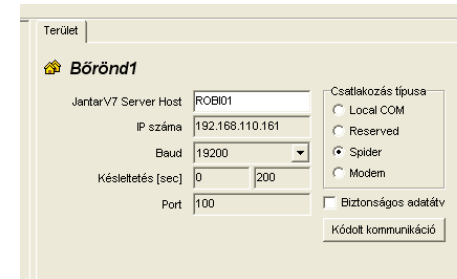 Terület
Bőrönd1
JantarV7 Server Host ROBI01
IP száma 192.168.110.161
Baud 19200
Késleltetés [sec] 0 200
Port 100
Csatlakozás típusa
Local COM
Reserved
Spider
Modem
Biztonságos adatátv
Kódolt kommunikáció